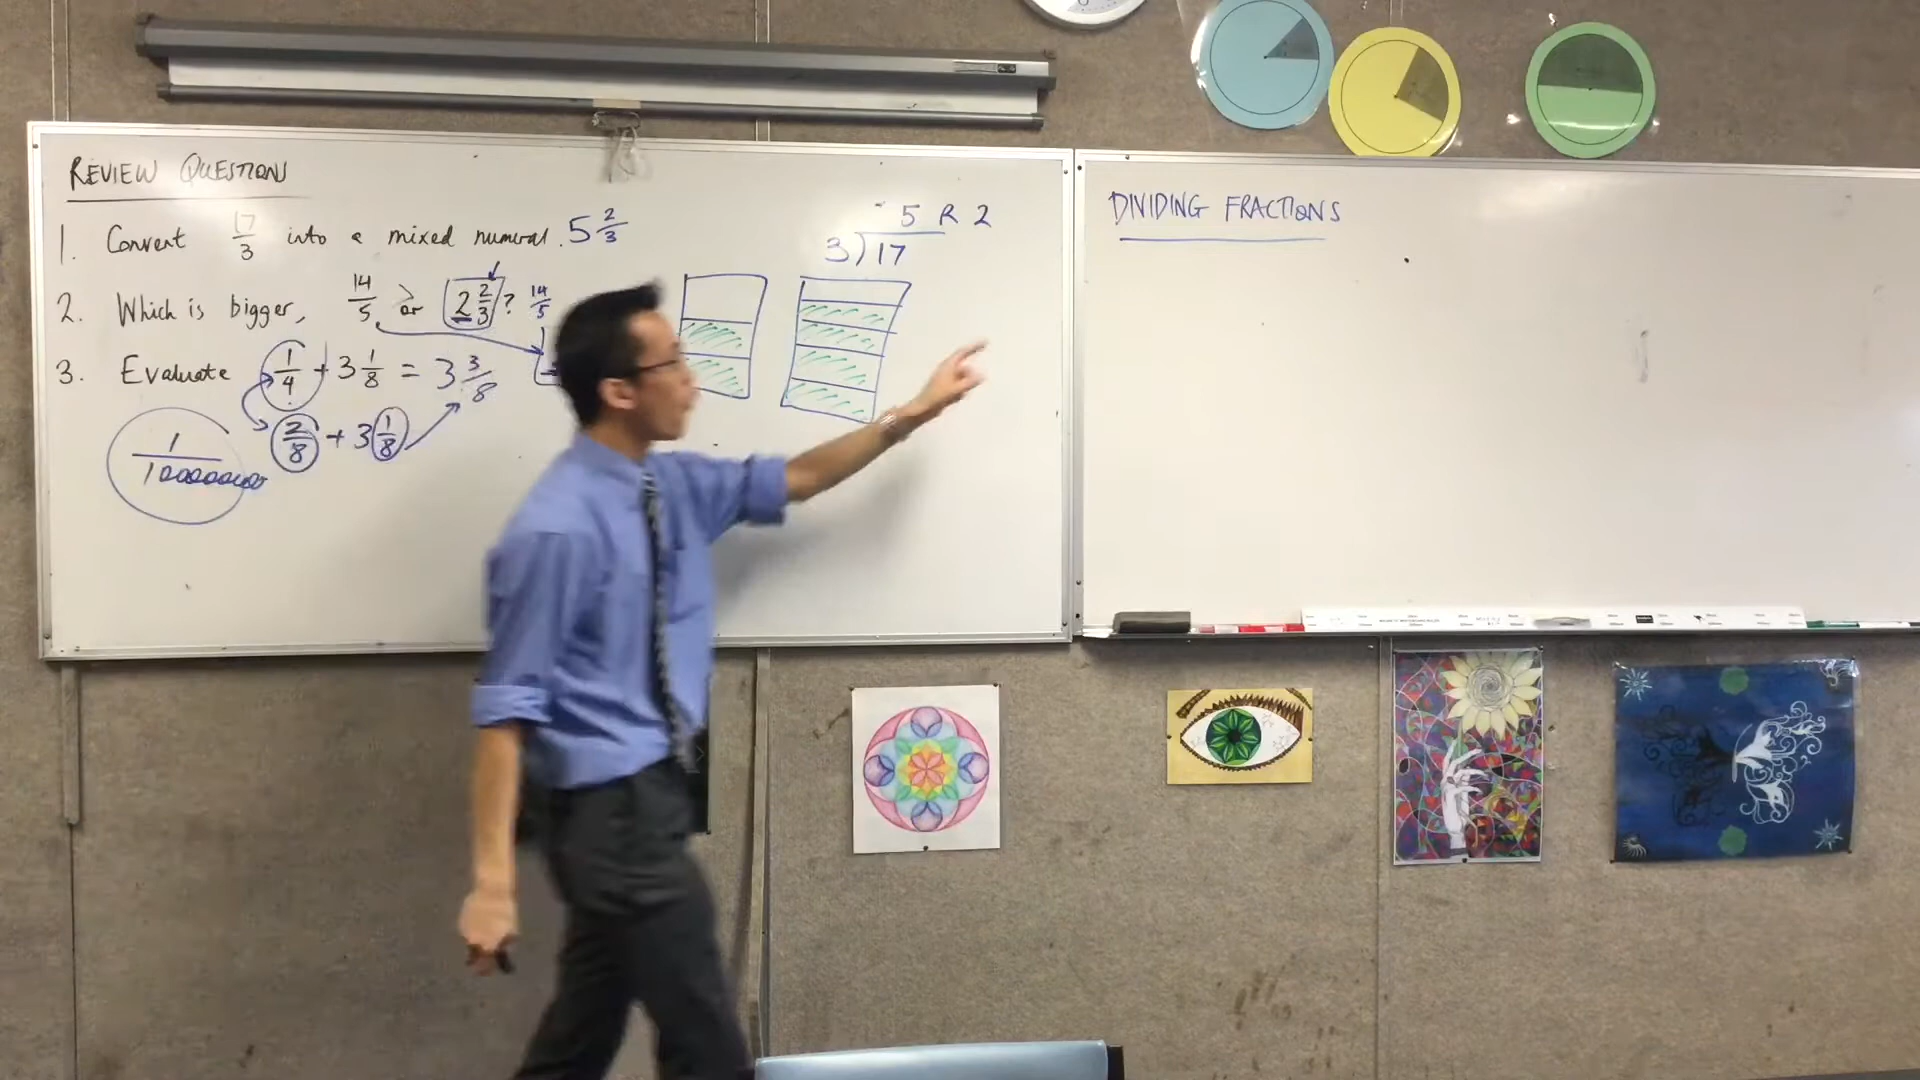 REVIEW QUESTIONS
1. Convert 17/3 into a mixed numeral. 5 2/3
2. Which is bigger, 14/5 > or 2 2/3 ? 14/5
3. Evaluate 1/4 + 3 1/8 = 3 3/8
2/8 + 3 1/8
5 R 2
3)17
DIVIDING FRACTIONS